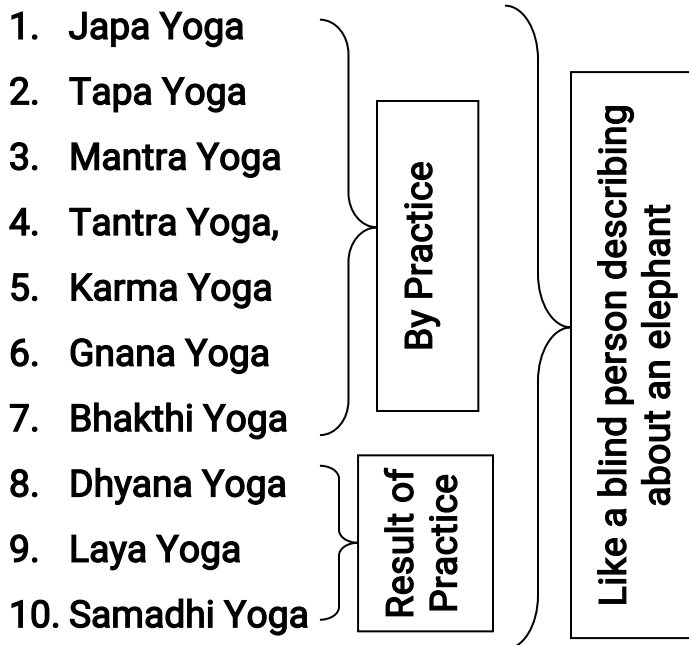 1. Japa Yoga
2. Tapa Yoga
3. Mantra Yoga
4. Tantra Yoga,
5. Karma Yoga
6. Gnana Yoga
7. Bhakthi Yoga
8. Dhyana Yoga
9. Laya Yoga
10. Samadhi Yoga
By Practice
Result of
Practice
Like a blind person describing
about an elephant